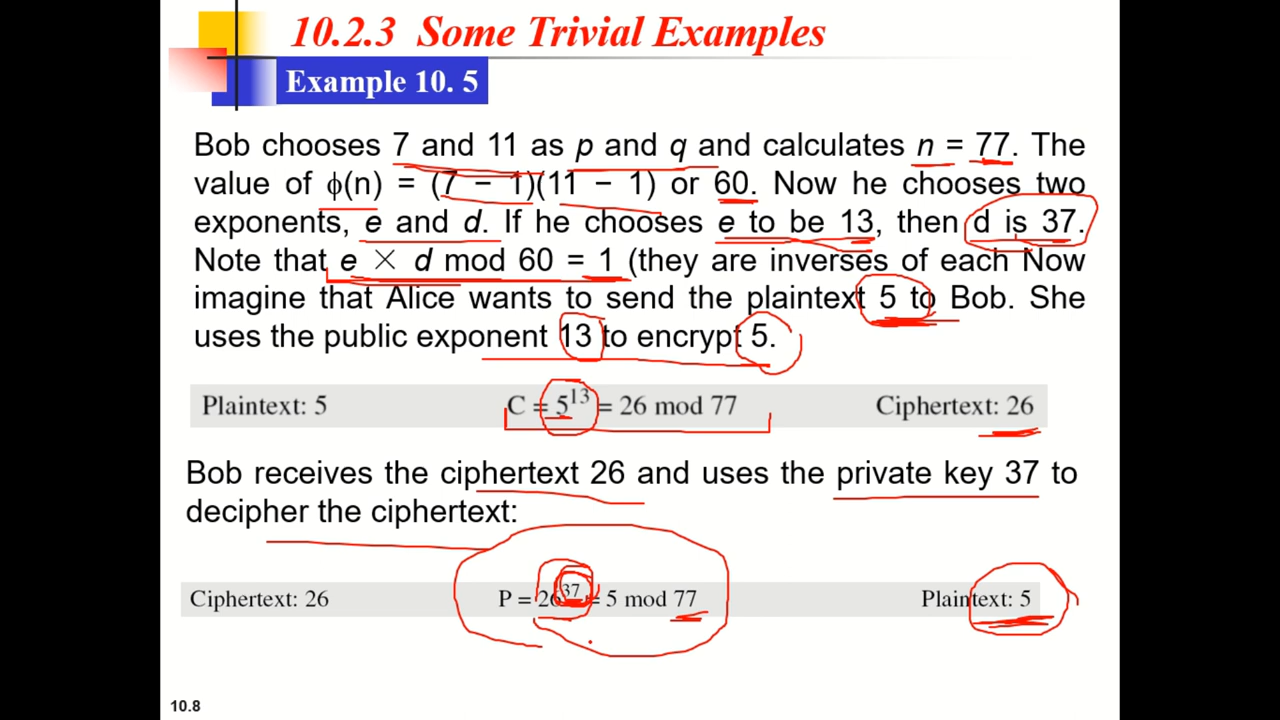 10.2.3 Some Trivial Examples
Example 10. 5
Bob chooses 7 and 11 as p and q and calculates n = 77. The
value of ϕ(n) = (7 − 1)(11 − 1) or 60. Now he chooses two
exponents, e and d. If he chooses e to be 13, then d is 37.
Note that e × d mod 60 = 1 (they are inverses of each Now
imagine that Alice wants to send the plaintext 5 to Bob. She
uses the public exponent 13 to encrypt 5.
Plaintext: 5 C = 5¹³ = 26 mod 77 Ciphertext: 26
Bob receives the ciphertext 26 and uses the private key 37 to
decipher the ciphertext:
Ciphertext: 26 P = 26³⁷ = 5 mod 77 Plaintext: 5
10.8